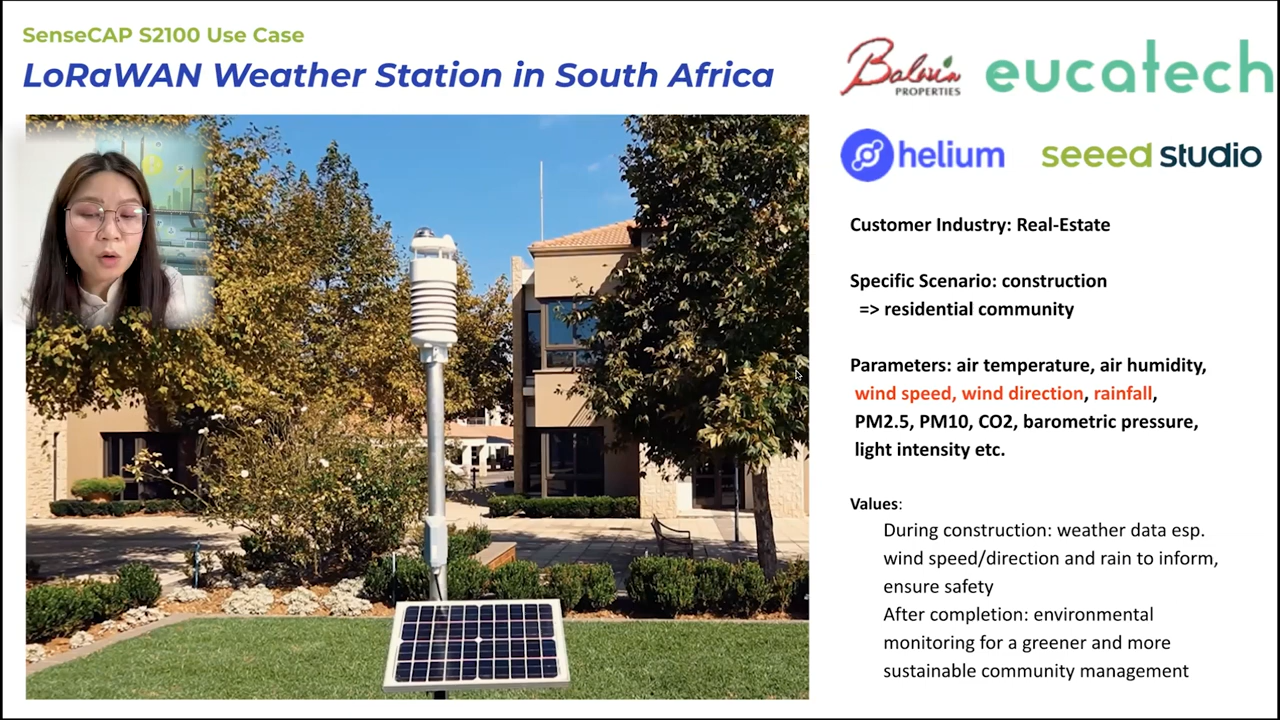 SenseCAP S2100 Use Case
LoRaWAN Weather Station in South Africa
Balwin
PROPERTIES
eucatech
helium
seeed studio
Customer Industry: Real-Estate
Specific Scenario: construction
=> residential community
Parameters: air temperature, air humidity,
wind speed, wind direction, rainfall,
PM2.5, PM10, CO2, barometric pressure,
light intensity etc.
Values:
During construction: weather data esp.
wind speed/direction and rain to inform,
ensure safety
After completion: environmental
monitoring for a greener and more
sustainable community management